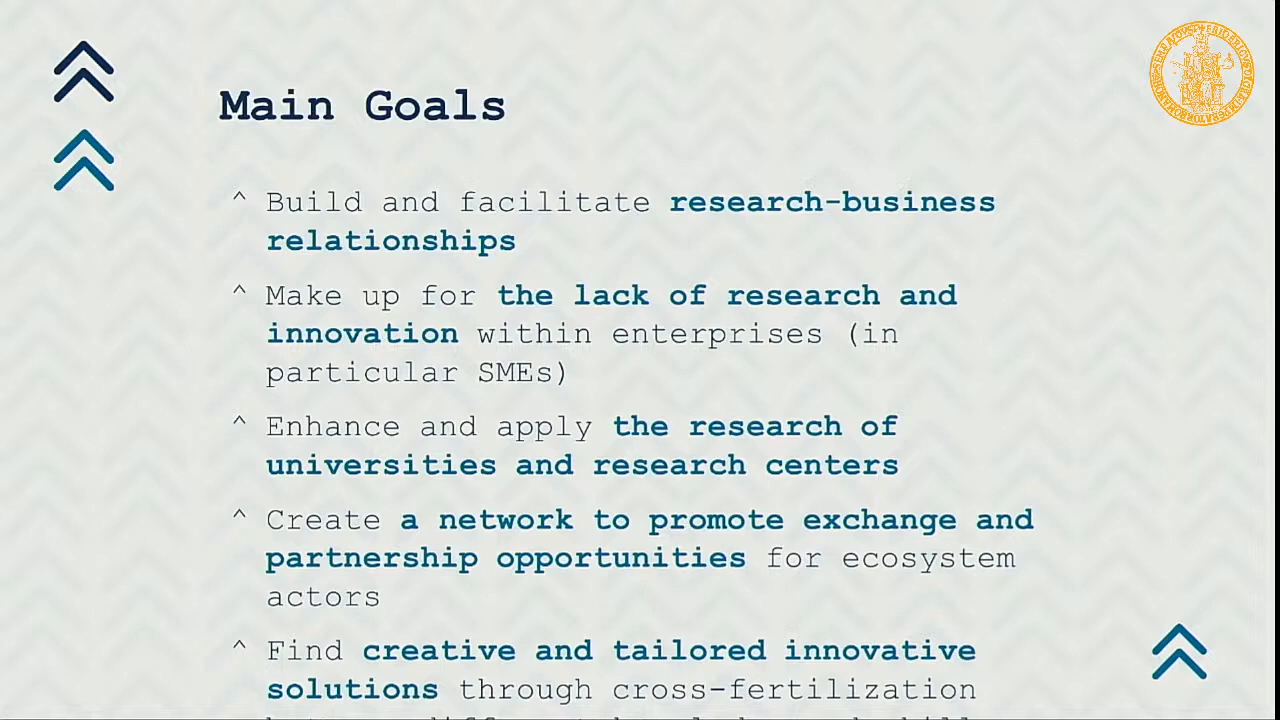 Main Goals
^ Build and facilitate research-business
relationships
^ Make up for the lack of research and
innovation within enterprises (in
particular SMEs)
^ Enhance and apply the research of
universities and research centers
^ Create a network to promote exchange and
partnership opportunities for ecosystem
actors
^ Find creative and tailored innovative
solutions through cross-fertilization